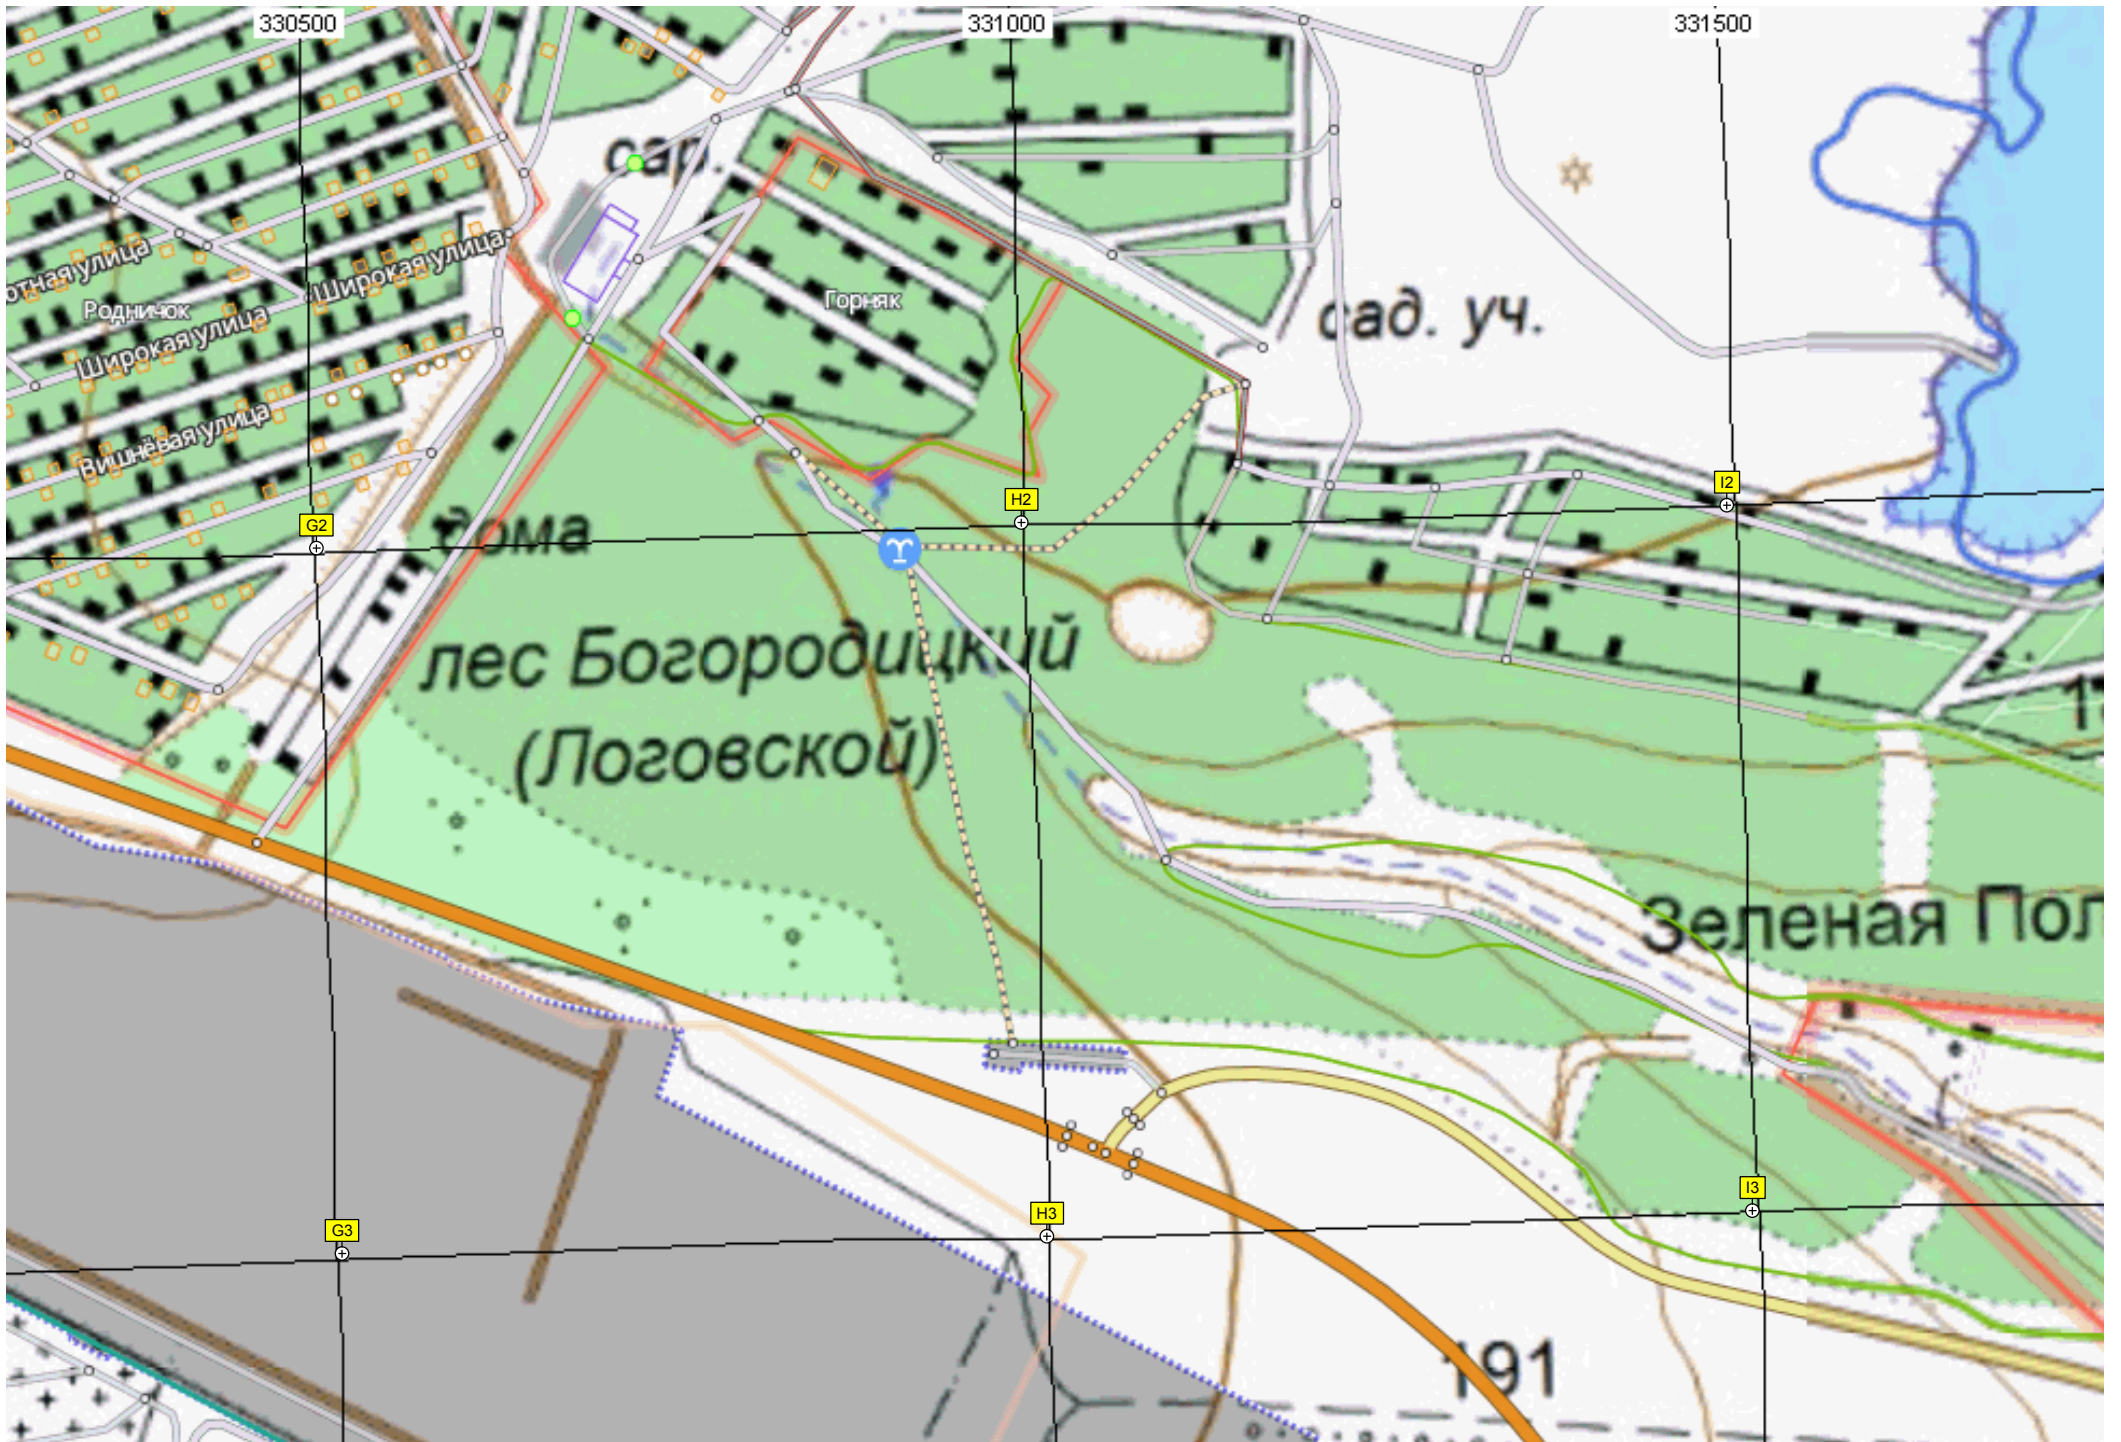 330500
331000
331500
сар.
отная улица
Широкая улица
Родничок
Горняк
сад. уч.
Широкая улица
Вишнёвая улица
G2
H2
I2
дома
лес Богородицкий
(Логовской)
Зеленая Пол
G3
H3
I3
191